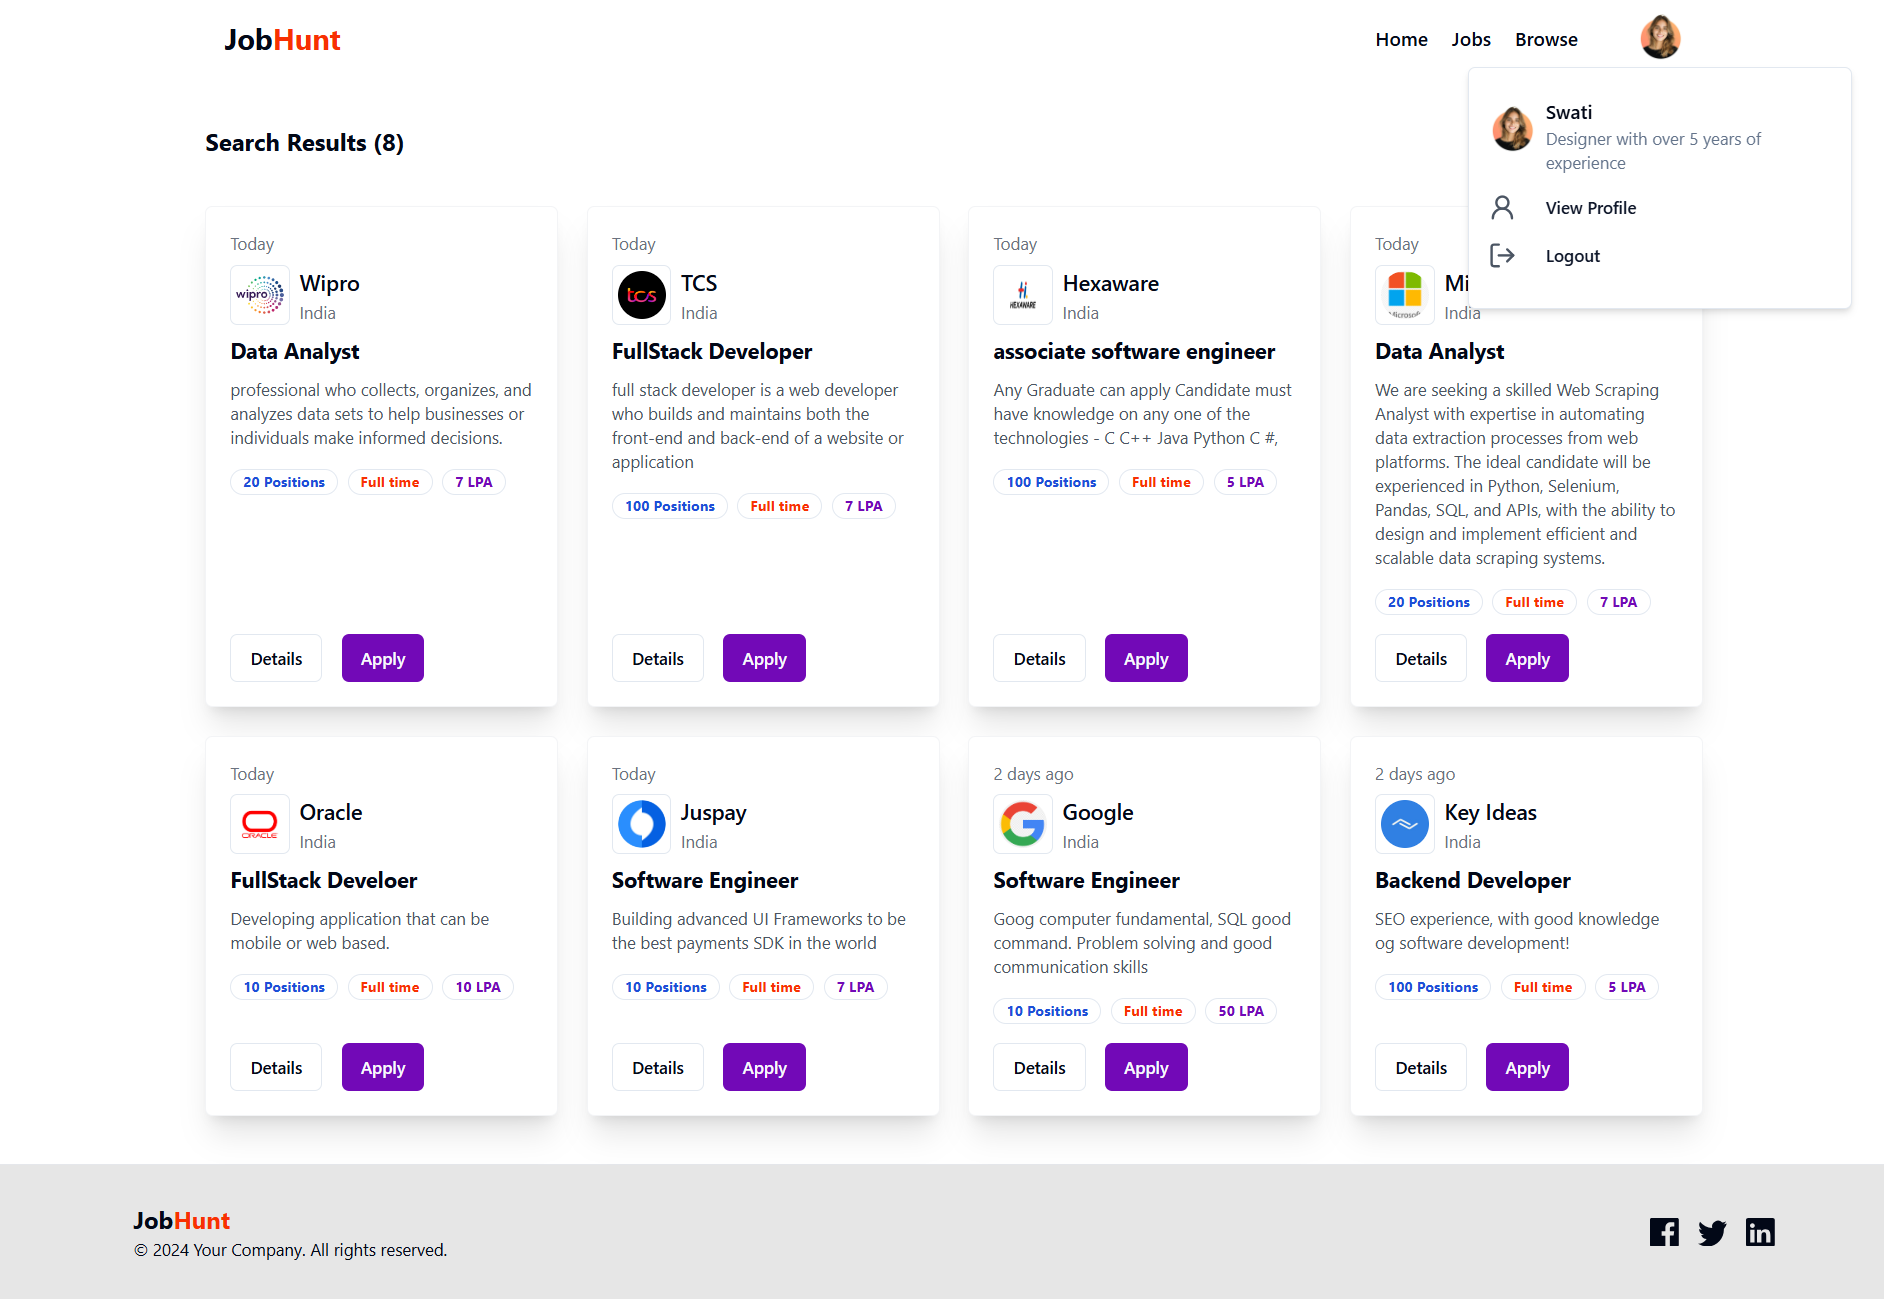 JobHunt
Home Jobs Browse
Swati
Designer with over 5 years of
experience
View Profile
Logout
Search Results (8)
Today
wipro
Wipro
India
Data Analyst
professional who collects, organizes, and
analyzes data sets to help businesses or
individuals make informed decisions.
20 Positions Full time 7 LPA
Details Apply
Today
tcs
TCS
India
FullStack Developer
full stack developer is a web developer
who builds and maintains both the
front-end and back-end of a website or
application
100 Positions Full time 7 LPA
Details Apply
Today
HEXAWARE
Hexaware
India
associate software engineer
Any Graduate can apply Candidate must
have knowledge on any one of the
technologies - C C++ Java Python C #,
100 Positions Full time 5 LPA
Details Apply
Today
Microsoft
Mi
India
Data Analyst
We are seeking a skilled Web Scraping
Analyst with expertise in automating
data extraction processes from web
platforms. The ideal candidate will be
experienced in Python, Selenium,
Pandas, SQL, and APIs, with the ability to
design and implement efficient and
scalable data scraping systems.
20 Positions Full time 7 LPA
Details Apply
Today
ORACLE
Oracle
India
FullStack Develoer
Developing application that can be
mobile or web based.
10 Positions Full time 10 LPA
Details Apply
Today
Juspay
India
Software Engineer
Building advanced UI Frameworks to be
the best payments SDK in the world
10 Positions Full time 7 LPA
Details Apply
2 days ago
Google
India
Software Engineer
Goog computer fundamental, SQL good
command. Problem solving and good
communication skills
10 Positions Full time 50 LPA
Details Apply
2 days ago
Key Ideas
India
Backend Developer
SEO experience, with good knowledge
og software development!
100 Positions Full time 5 LPA
Details Apply
JobHunt
© 2024 Your Company. All rights reserved.